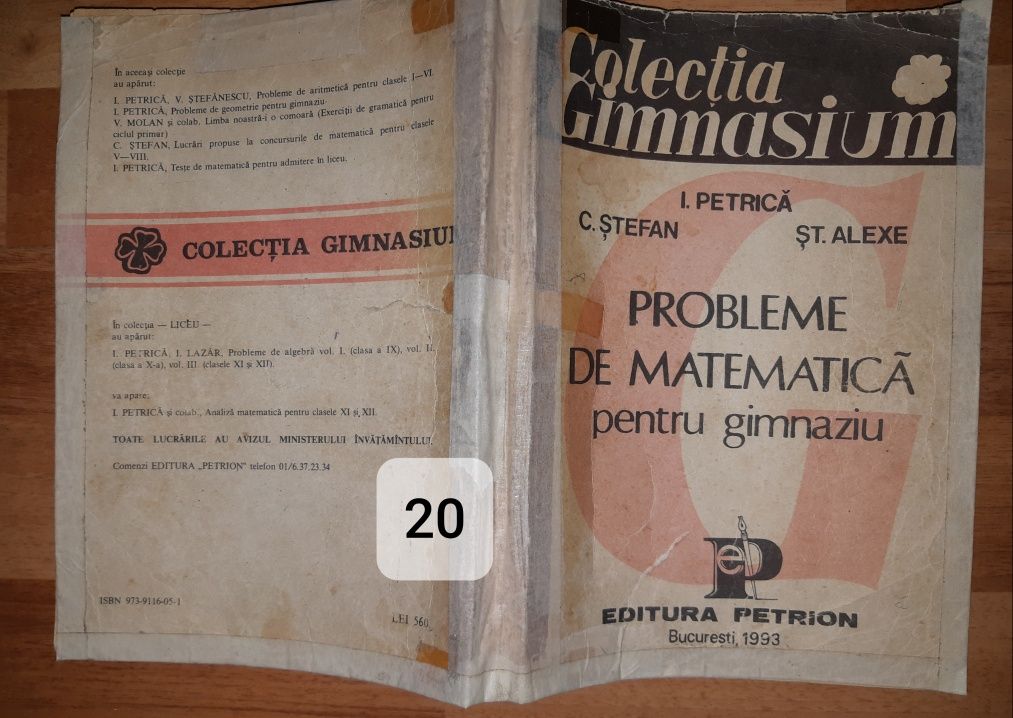 În aceeași colecție
au apărut:
I. PETRICĂ, V. ȘTEFĂNESCU, Probleme de aritmetică pentru clasele I—VI.
I. PETRICĂ, Probleme de geometrie pentru gimnaziu.
V. MOLAN și colab. Limba noastră-i o comoară (Exerciții de gramatică pentru
ciclul primar)
C. ȘTEFAN, Lucrări propuse la concursurile de matematică pentru clasele
V—VIII.
I. PETRICĂ, Teste de matematică pentru admitere în liceu.
COLECȚIA GIMNASIU
În colecția — LICEU —
au apărut:
I. PETRICĂ, I. LAZĂR, Probleme de algebră vol. I. (clasa a IX), vol. II.
(clasa a X-a), vol. III. (clasele XI și XII).
va apare:
I. PETRICĂ și colab., Analiză matematică pentru clasele XI și XII.
TOATE LUCRĂRILE AU AVIZUL MINISTERULUI ÎNVĂȚĂMÎNTULUI.
Comenzi EDITURA „PETRION" telefon 01/6.37.23.34
20
ISBN 973-9116-05-1
LEI 560
Colecția
Gimnasium
I. PETRICĂ
C. ȘTEFAN
ȘT. ALEXE
PROBLEME
DE MATEMATICĂ
pentru gimnaziu
eP
EDITURA PETRION
Bucuresti, 1993